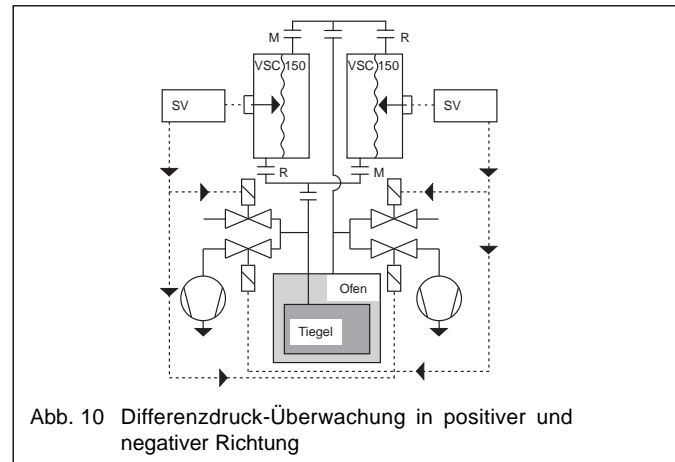 M R
VSC 150 VSC 150
SV SV
R M
Ofen
Tiegel
Abb. 10 Differenzdruck-Überwachung in positiver und
negativer Richtung